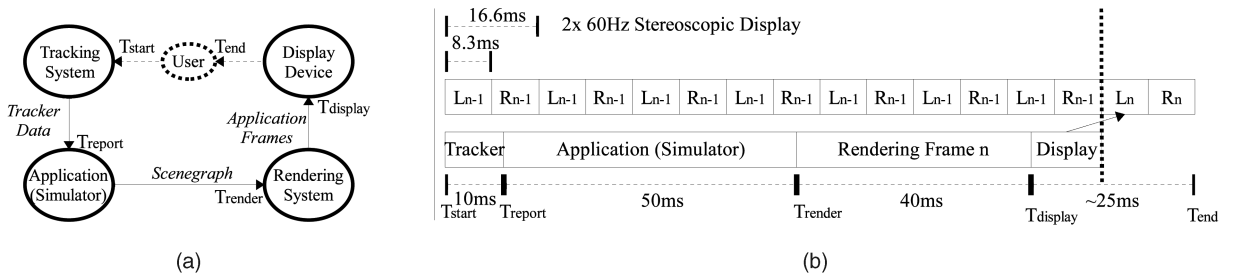 Tracking
System
Tstart
User
Tend
Display
Device
Tracker
Data
Treport
Application
Frames
Tdisplay
Application
(Simulator)
Scenegraph
Trender
Rendering
System
(a)
16.6ms
2x 60Hz Stereoscopic Display
8.3ms
Ln-1 Rn-1 Ln-1 Rn-1 Ln-1 Rn-1 Ln-1 Rn-1 Ln-1 Rn-1 Ln-1 Rn-1 Ln-1 Rn-1 Ln Rn
Tracker Application (Simulator) Rendering Frame n Display
10ms 50ms 40ms ~25ms
Tstart Treport Trender Tdisplay Tend
(b)